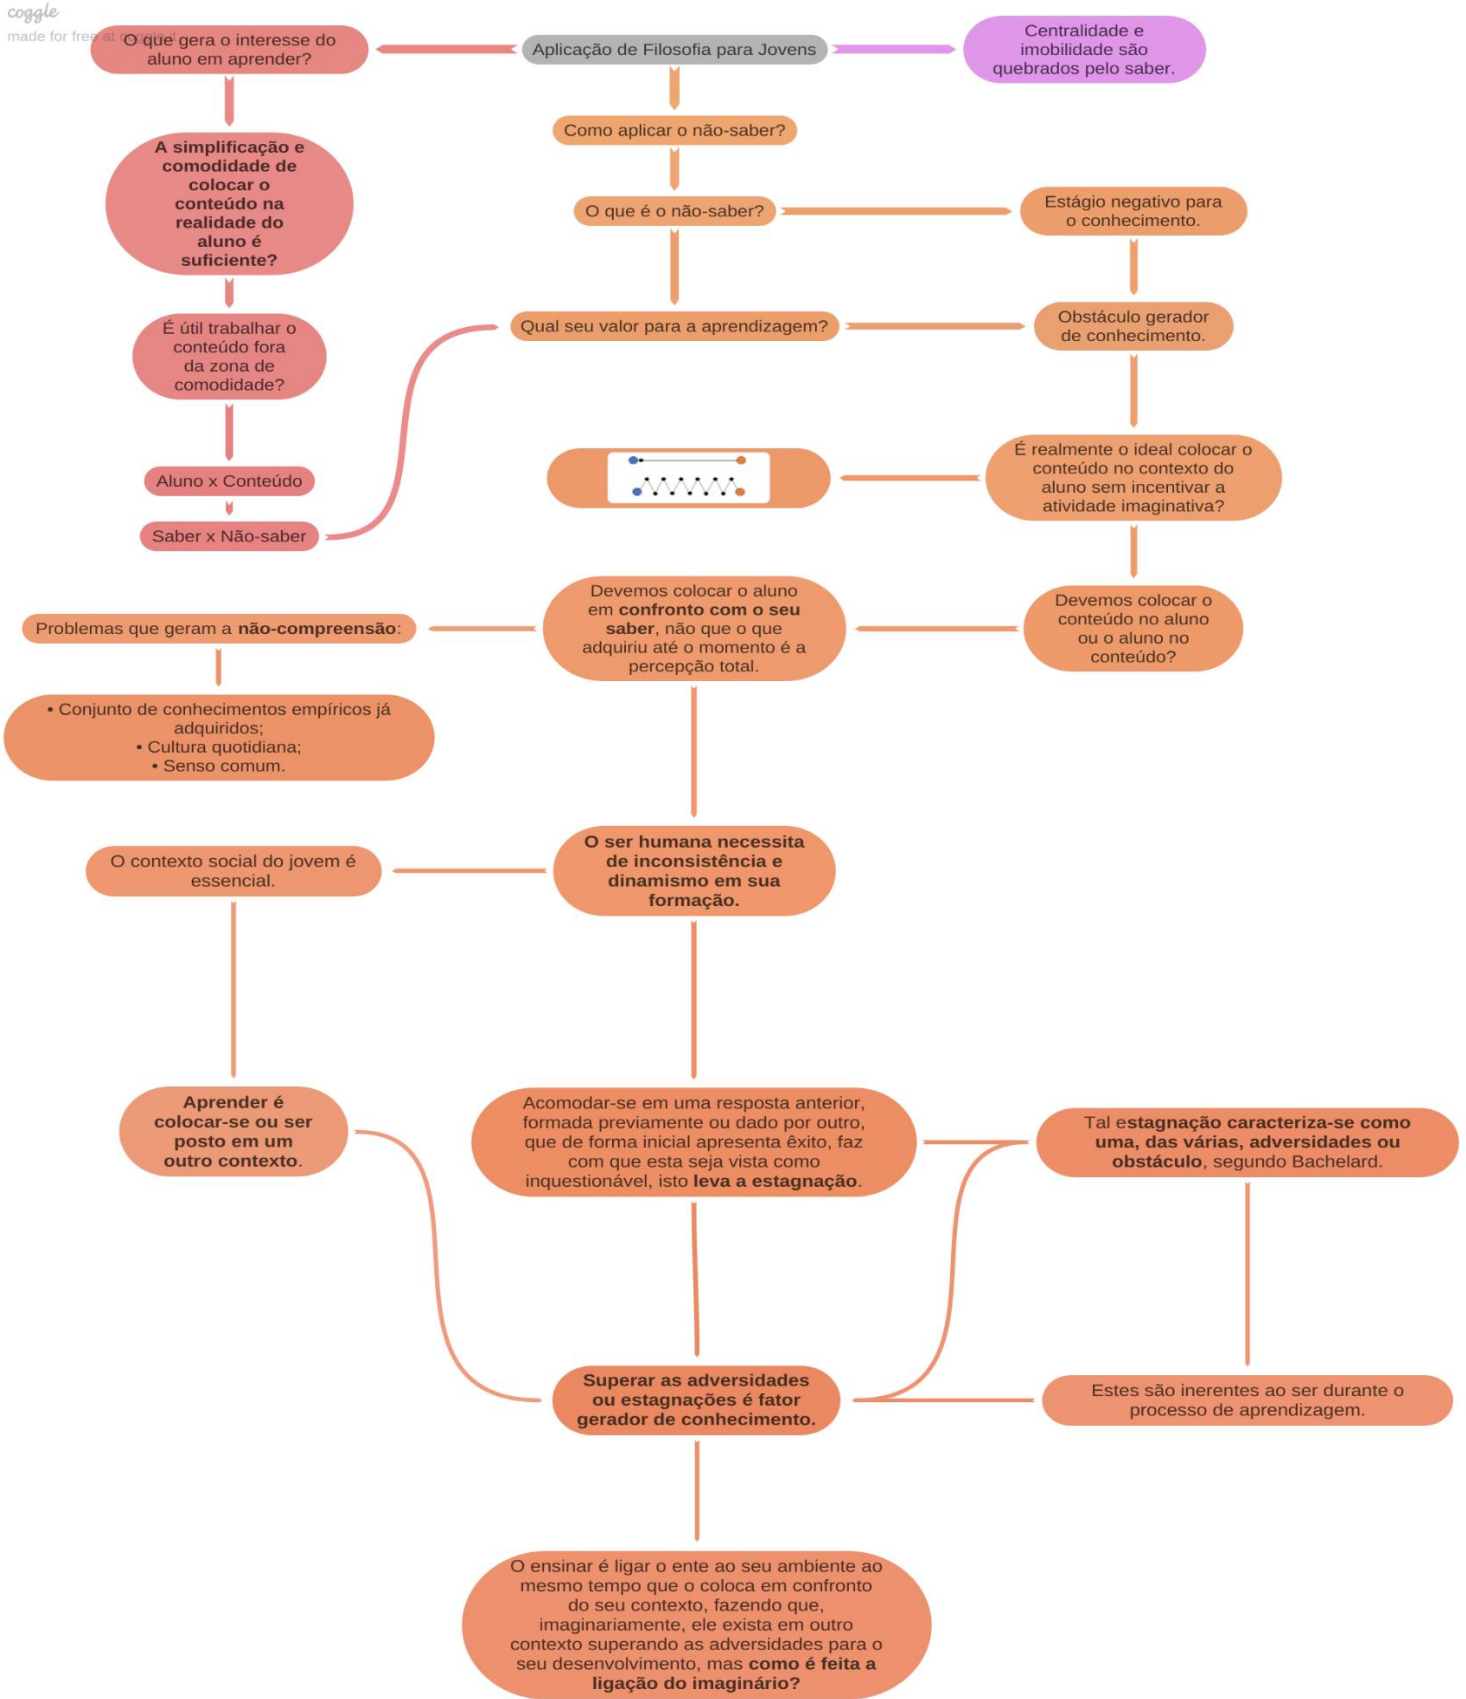 coggle
made for free at coggle.it
O que gera o interesse do
aluno em aprender?
Aplicação de Filosofia para Jovens
Centralidade e
imobilidade são
quebrados pelo saber.
Como aplicar o não-saber?
A simplificação e
comodidade de
colocar o
conteúdo na
realidade do
aluno é
suficiente?
O que é o não-saber?
Estágio negativo para
o conhecimento.
É útil trabalhar o
conteúdo fora
da zona de
comodidade?
Qual seu valor para a aprendizagem?
Obstáculo gerador
de conhecimento.
Aluno x Conteúdo
Saber x Não-saber
É realmente o ideal colocar o
conteúdo no contexto do
aluno sem incentivar a
atividade imaginativa?
Devemos colocar o
conteúdo no aluno
ou o aluno no
conteúdo?
Devemos colocar o aluno
em confronto com o seu
saber, não que o que
adquiriu até o momento é a
percepção total.
Problemas que geram a não-compreensão:
• Conjunto de conhecimentos empíricos já
adquiridos;
• Cultura quotidiana;
• Senso comum.
O ser humana necessita
de inconsistência e
dinamismo em sua
formação.
O contexto social do jovem é
essencial.
Aprender é
colocar-se ou ser
posto em um
outro contexto.
Acomodar-se em uma resposta anterior,
formada previamente ou dado por outro,
que de forma inicial apresenta êxito, faz
com que esta seja vista como
inquestionável, isto leva a estagnação.
Tal estagnação caracteriza-se como
uma, das várias, adversidades ou
obstáculo, segundo Bachelard.
Superar as adversidades
ou estagnações é fator
gerador de conhecimento.
Estes são inerentes ao ser durante o
processo de aprendizagem.
O ensinar é ligar o ente ao seu ambiente ao
mesmo tempo que o coloca em confronto
do seu contexto, fazendo que,
imaginariamente, ele exista em outro
contexto superando as adversidades para o
seu desenvolvimento, mas como é feita a
ligação do imaginário?